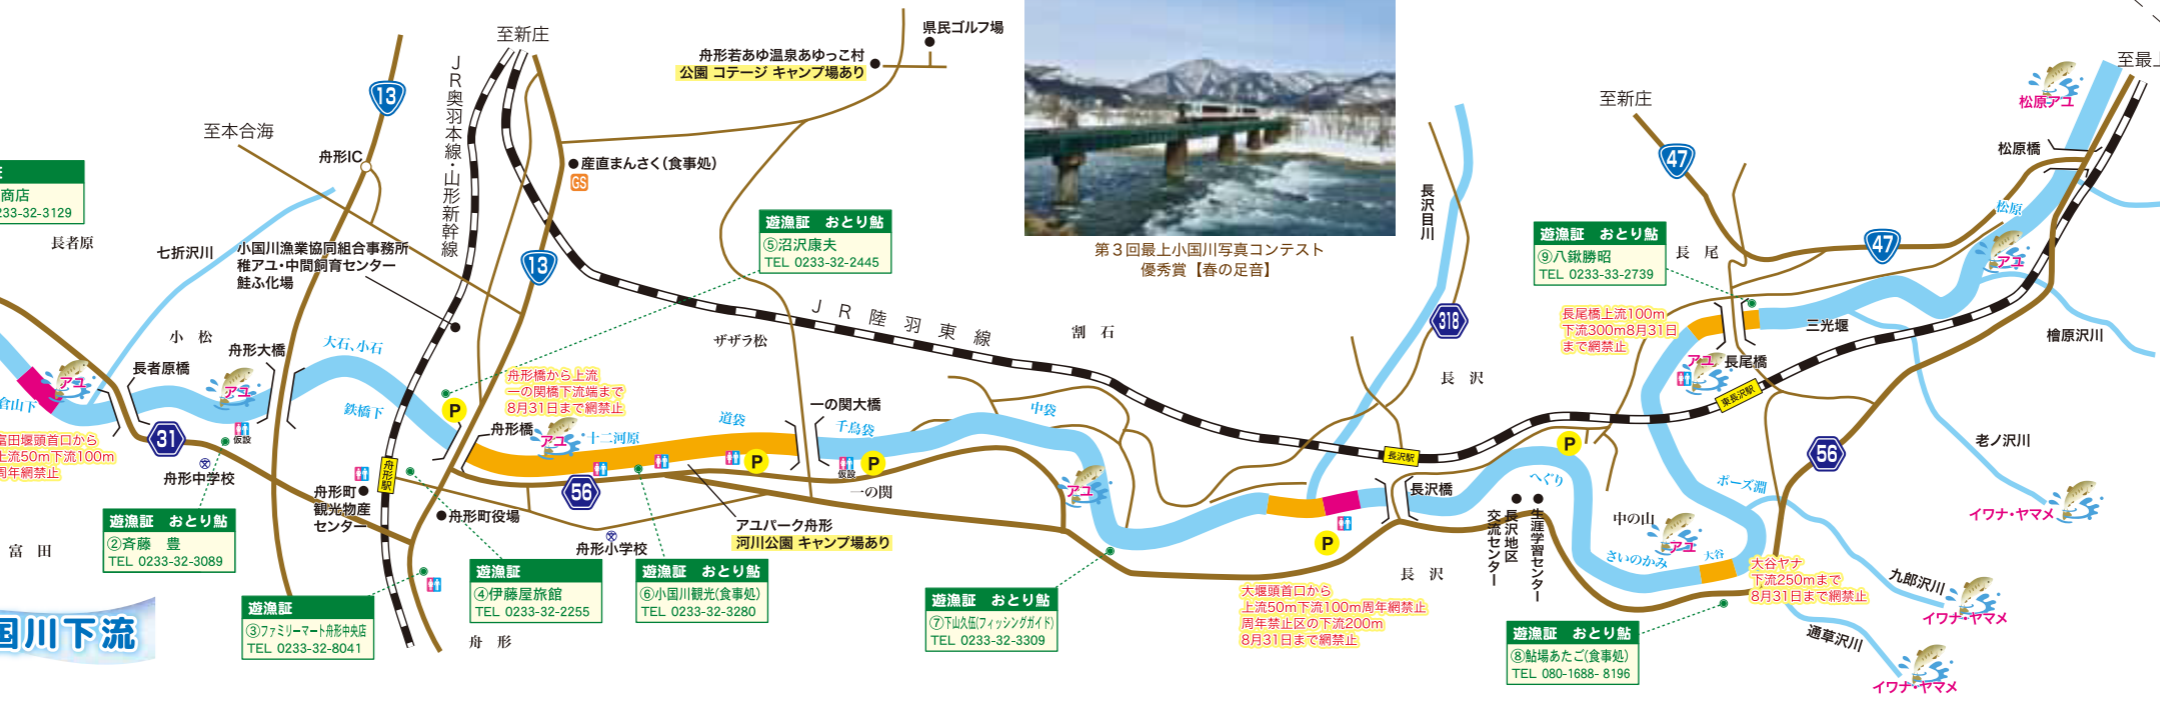 至新庄
県民ゴルフ場
舟形若あゆ温泉あゆっこ村
公園 コテージ キャンプ場あり
JR奥羽本線・山形新幹線
13
至本合海
舟形IC
産直まんさく(食事処)
GS
商店
233-32-3129
長者原
七折沢川
小国川漁業協同組合事務所
稚アユ・中間飼育センター
鮭ふ化場
13
遊漁証 おとり鮎
⑤沼沢康夫
TEL 0233-32-2445
第3回最上小国川写真コンテスト
優秀賞【春の足音】
JR陸羽東線
ザザラ松
割石
長沢目川
318
長沢
至新庄
47
47
至最上
松原アユ
松原橋
松原
アユ
遊漁証 おとり鮎
⑨八鍬勝昭
TEL 0233-33-2739
長尾
長尾橋上流100m
下流300m8月31日
まで網禁止
三光堰
檜原沢川
アユ
長尾橋
東長沢駅
小松
舟形大橋
長者原橋
大石、小石
アユ
アユ
倉山下
鉄橋下
富田堰頭首口から
上流50m下流100m
周年網禁止
31
仮設
舟形中学校
P
舟形橋から上流
一の関橋下流端まで
8月31日まで網禁止
舟形橋
アユ
十二河原
道袋
一の関大橋
千鳥袋
中袋
P
仮設
P
一の関
56
舟形駅
舟形町
観光物産
センター
舟形町役場
舟形小学校
アユパーク舟形
河川公園 キャンプ場あり
アユ
長沢駅
長沢橋
P
P
へぐり
長沢地区
交流センター
生涯学習センター
中の山
アユ
さいのかみ
大谷
ボーズ淵
56
老ノ沢川
イワナ・ヤマメ
大谷ヤナ
下流250mまで
8月31日まで網禁止
九郎沢川
イワナ・ヤマメ
通草沢川
イワナ・ヤマメ
富田
遊漁証 おとり鮎
②斉藤 豊
TEL 0233-32-3089
遊漁証
③ファミリーマート舟形中央店
TEL 0233-32-8041
遊漁証
④伊藤屋旅館
TEL 0233-32-2255
遊漁証 おとり鮎
⑥小国川観光(食事処)
TEL 0233-32-3280
遊漁証 おとり鮎
⑦下山久伍(フィッシングガイド)
TEL 0233-32-3309
長沢
大堰頭首口から
上流50m下流100m周年網禁止
周年禁止区の下流200m
8月31日まで網禁止
遊漁証 おとり鮎
⑧鮎場あたご(食事処)
TEL 080-1688- 8196
舟形
国川下流